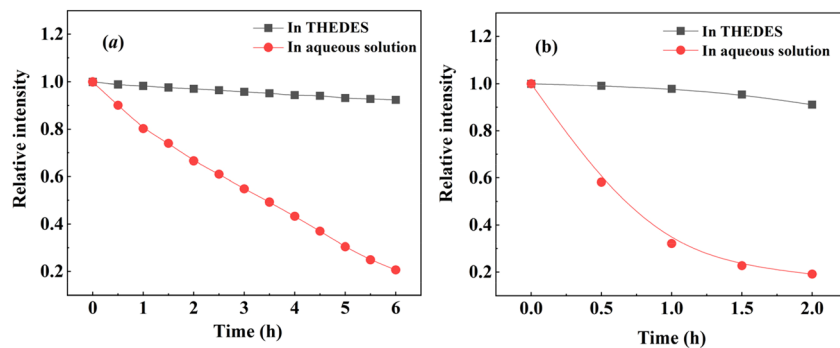 (a)
In THEDES
In aqueous solution
Relative intensity
1.2
1.0
0.8
0.6
0.4
0.2
0 1 2 3 4 5 6
Time (h)
(b)
In THEDES
In aqueous solution
Relative intensity
1.2
1.0
0.8
0.6
0.4
0.2
0.0 0.5 1.0 1.5 2.0
Time (h)